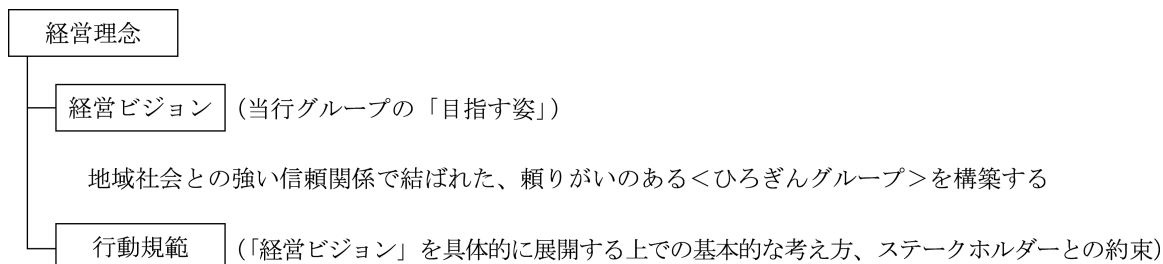 経営理念
経営ビジョン（当行グループの「目指す姿」）
地域社会との強い信頼関係で結ばれた、頼りがいのある＜ひろぎんグループ＞を構築する
行動規範（「経営ビジョン」を具体的に展開する上での基本的な考え方、ステークホルダーとの約束）